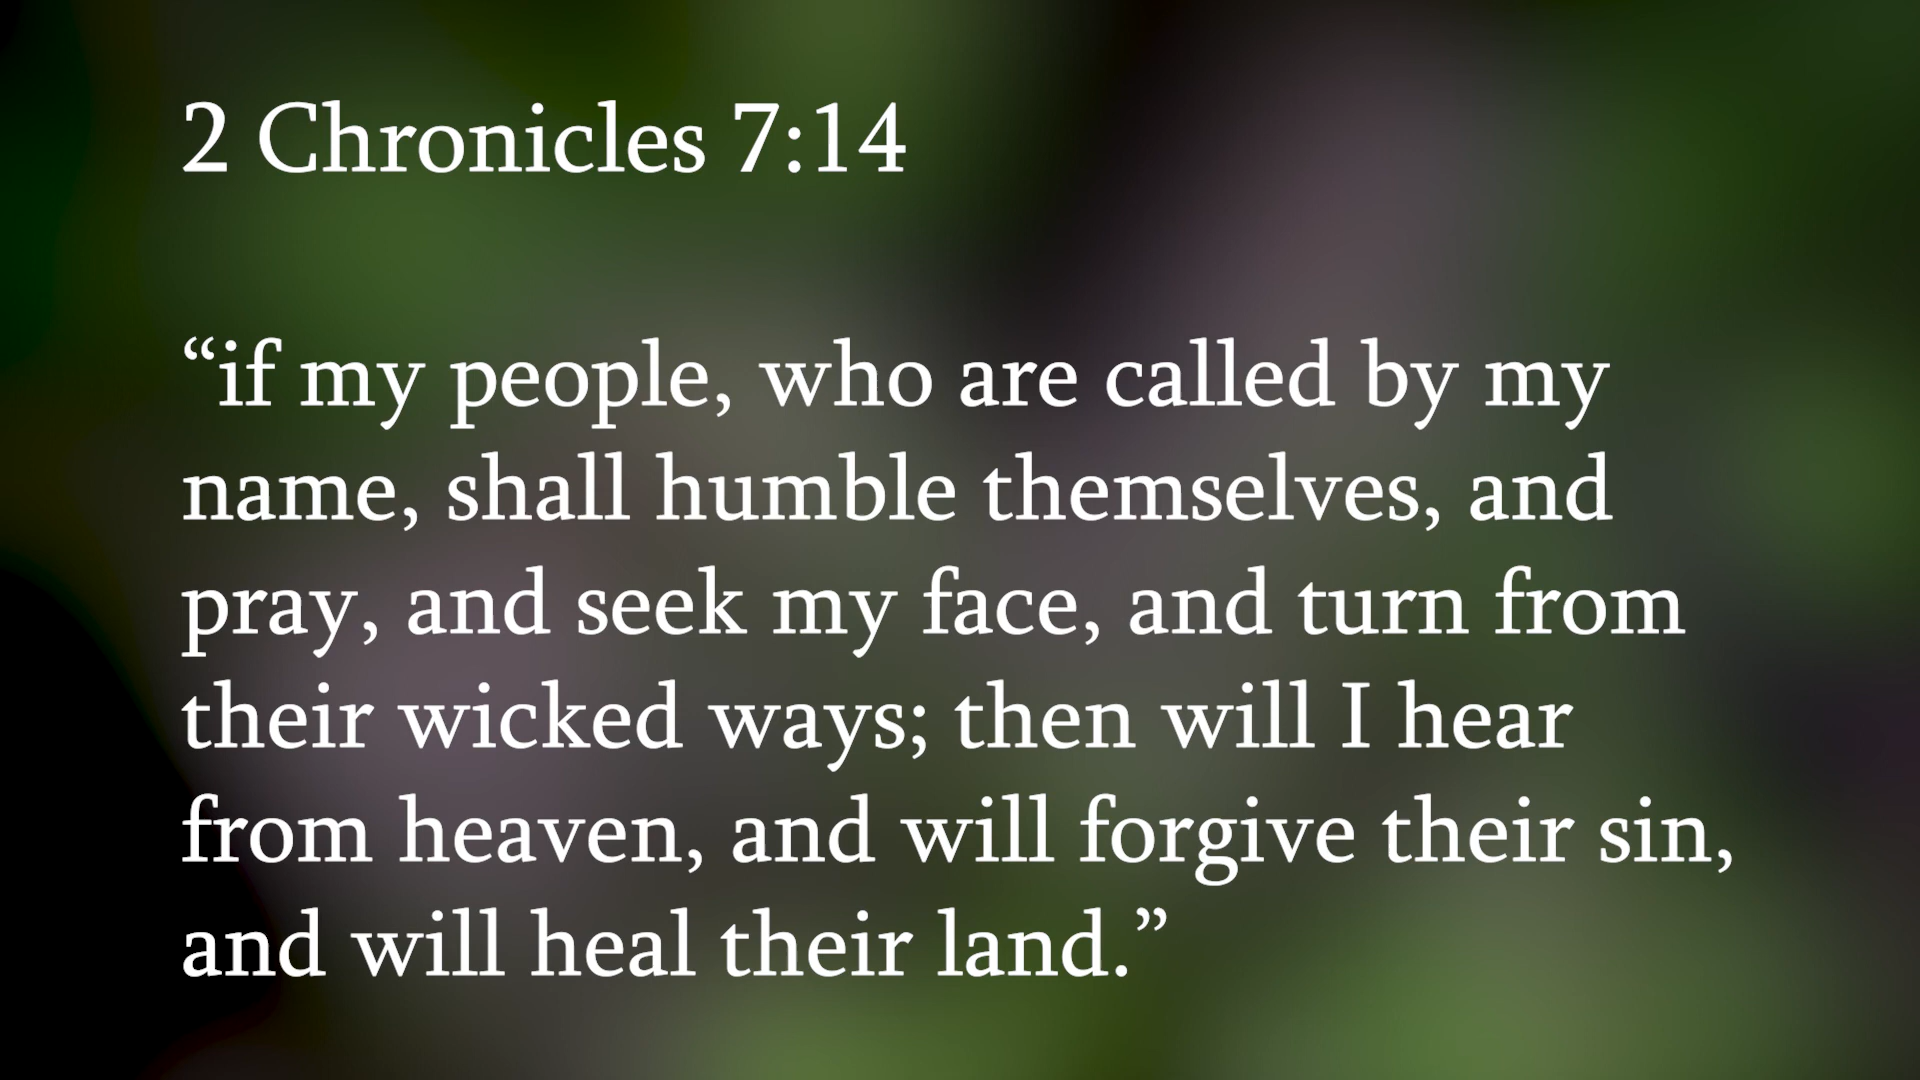 2 Chronicles 7:14
“if my people, who are called by my
name, shall humble themselves, and
pray, and seek my face, and turn from
their wicked ways; then will I hear
from heaven, and will forgive their sin,
and will heal their land.”